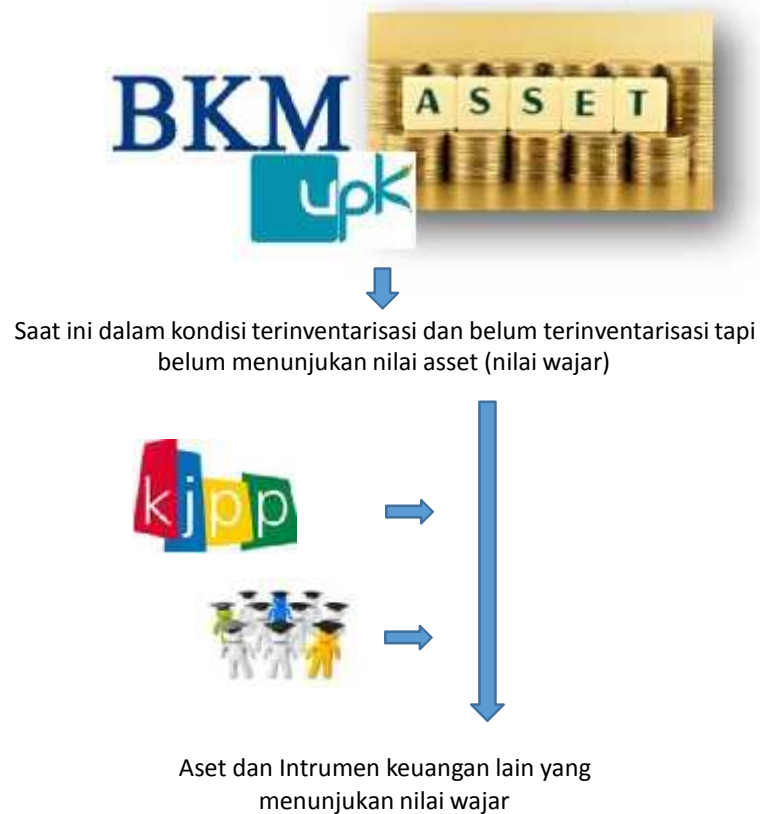 BKM
ASSET
upk
Saat ini dalam kondisi terinventarisasi dan belum terinventarisasi tapi
belum menunjukan nilai asset (nilai wajar)
kjpp
Aset dan Intrumen keuangan lain yang
menunjukan nilai wajar